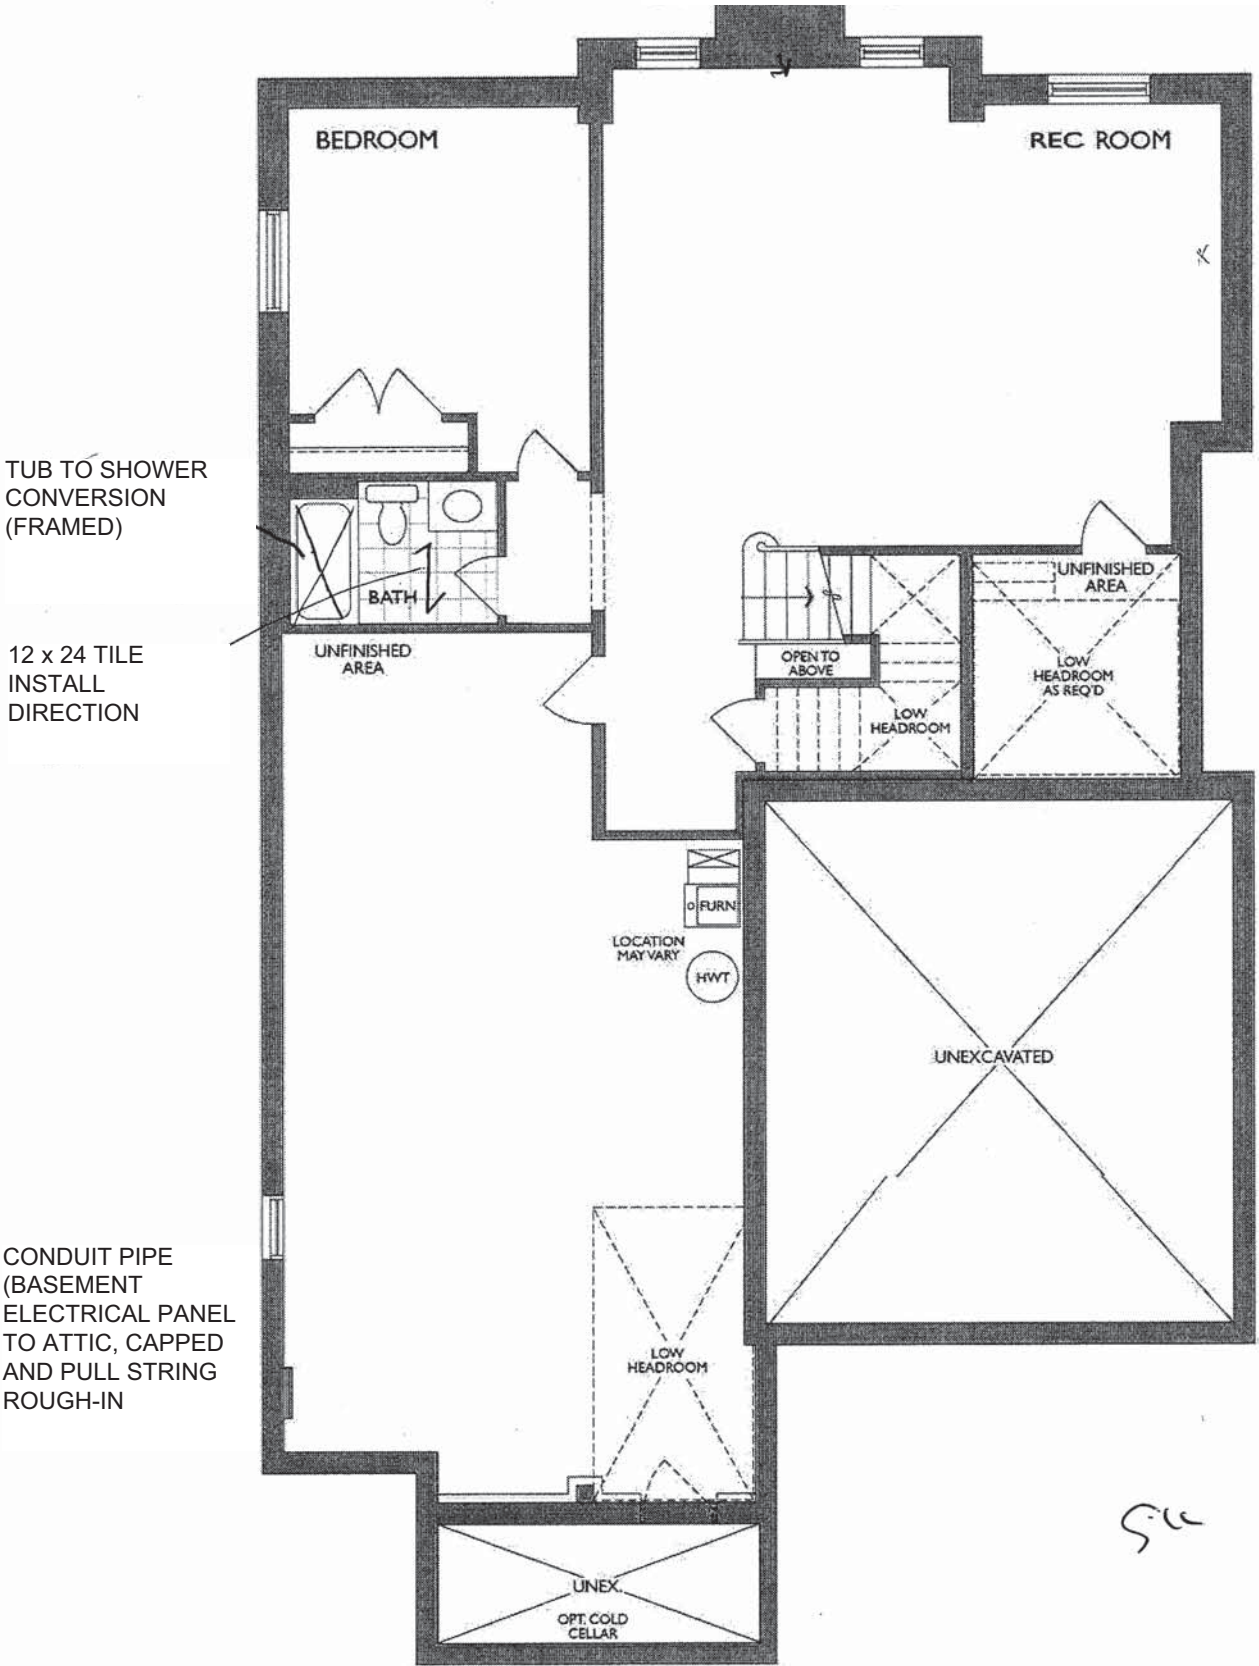 BEDROOM
REC ROOM
TUB TO SHOWER
CONVERSION
(FRAMED)
BATH
12 x 24 TILE
INSTALL
DIRECTION
UNFINISHED
AREA
OPEN TO
ABOVE
LOW
HEADROOM
UNFINISHED
AREA
LOW
HEADROOM
AS REQ'D
FURN
LOCATION
MAY VARY
HWT
UNEXCAVATED
CONDUIT PIPE
(BASEMENT
ELECTRICAL PANEL
TO ATTIC, CAPPED
AND PULL STRING
ROUGH-IN
LOW
HEADROOM
UNEX.
OPT. COLD
CELLAR